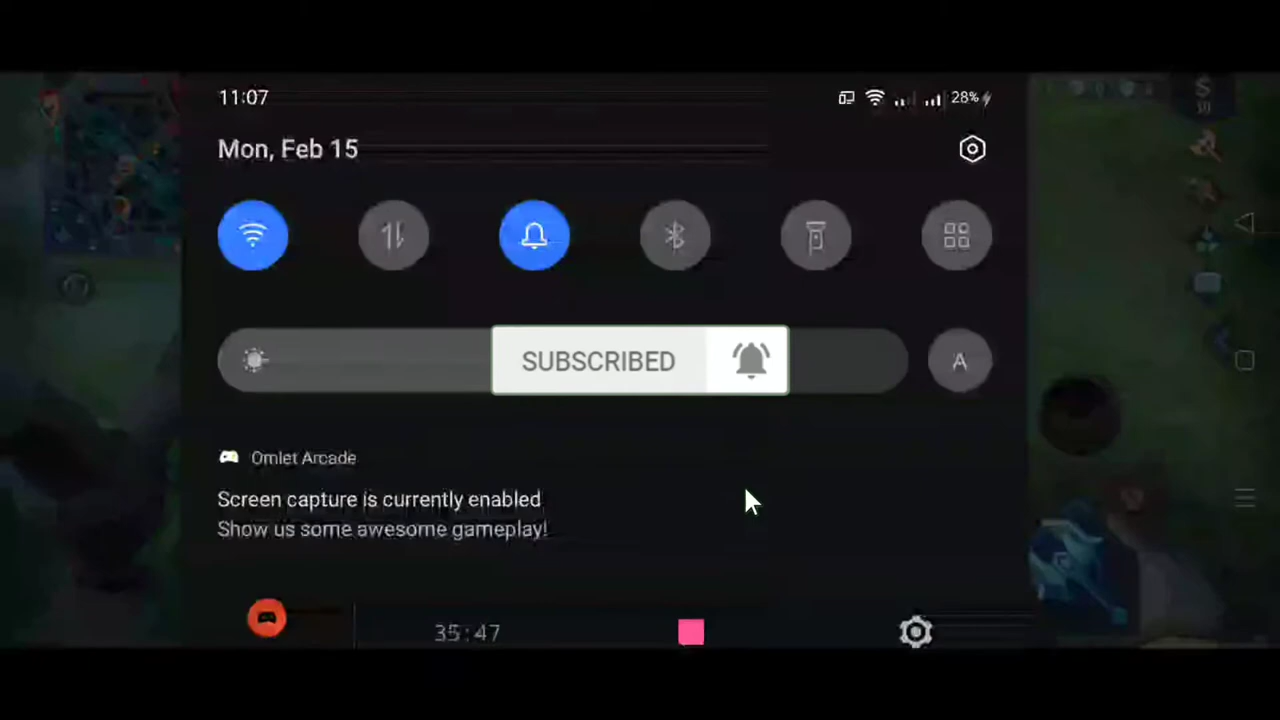 11:07
28%
Mon, Feb 15
SUBSCRIBED
A
Omlet Arcade
Screen capture is currently enabled
Show us some awesome gameplay!
35:47